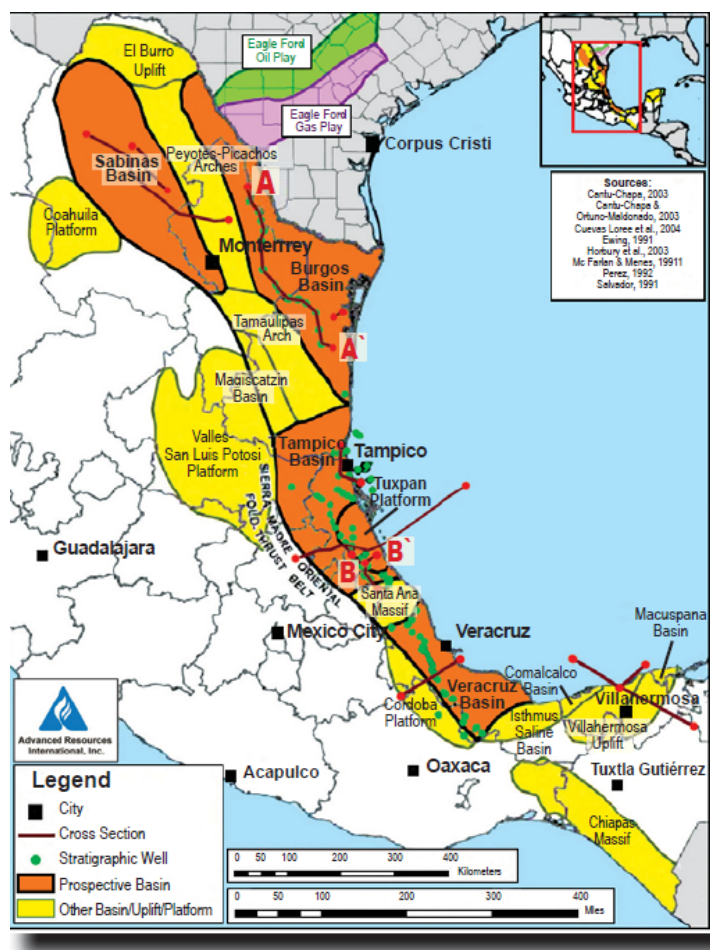 El Burro
Uplift
Eagle Ford
Oil Play
Eagle Ford
Gas Play
Corpus Cristi
Sabinas
Basin
Peyotes-Picachos
Arches
A
Coahuila
Platform
Monterrey
Burgos
Basin
Sources:
Cantu-Chapa, 2003
Cantu-Chapa &
Ortuno-Maldonado, 2003
Cuevas Loree et al., 2004
Ewing, 1991
Horbury et al., 2003
Mc Farlan & Menes, 19911
Perez, 1992
Salvador, 1991
Tamaulipas
Arch
A`
Magiscatzin
Basin
Valles-
San Luis Potosi
Platform
Tampico
Basin
Tampico
Tuxpan
Platform
SIERRA MADRE ORIENTAL
FOLD-THRUST BELT
Guadalajara
B
B`
Santa Ana
Massif
Mexico City
Veracruz
Macuspana
Basin
Comalcalco
Basin
Veracruz
Basin
Cordoba
Platform
Villahermosa
Isthmus
Saline
Basin
Villahermosa
Uplift
Advanced Resources
International, Inc.
Oaxaca
Tuxtla Gutiérrez
Acapulco
Chiapas
Massif
Legend
City
Cross Section
Stratigraphic Well
Prospective Basin
Other Basin/Uplift/Platform
0 50 100 200 300 400
Kilometers
0 50 100 200 300 400
Miles